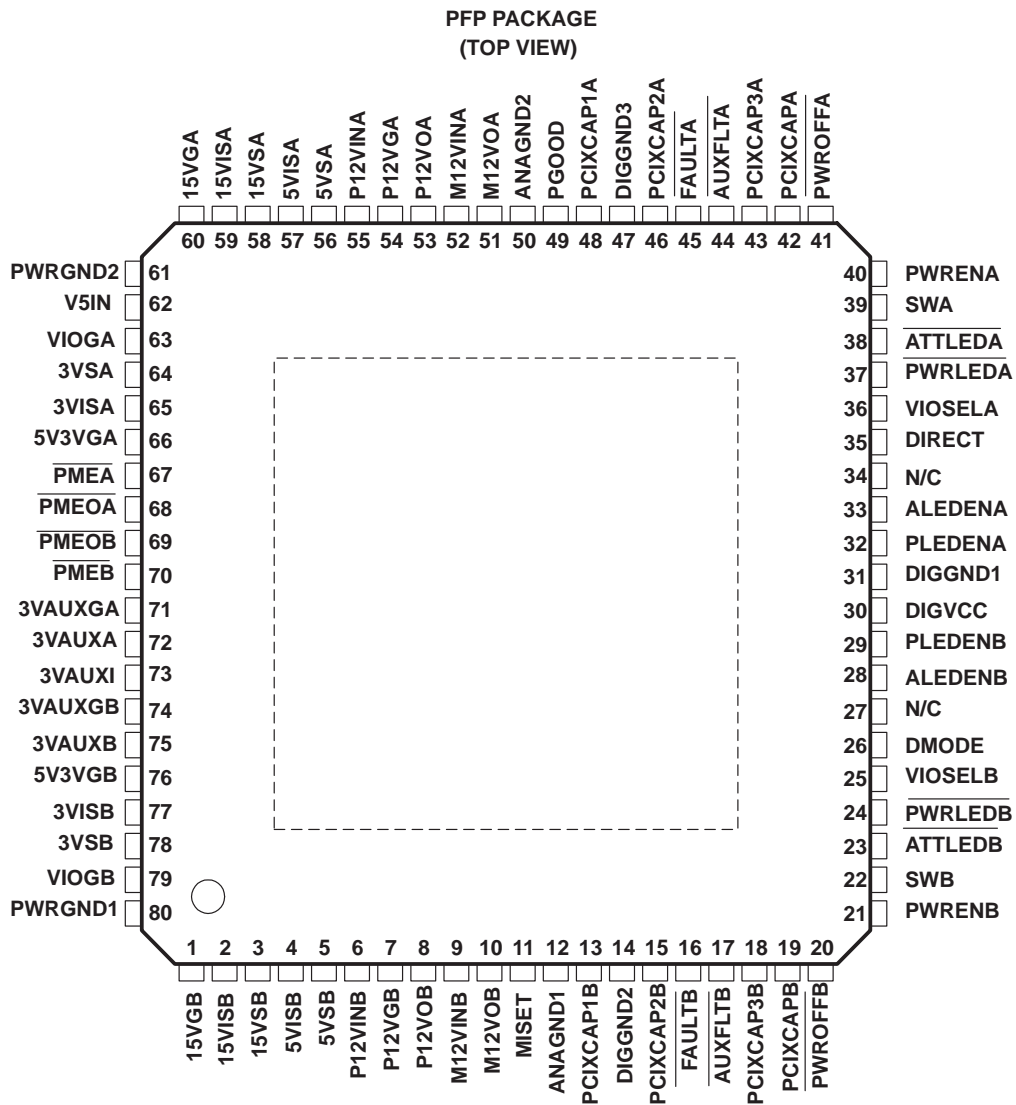 PFP PACKAGE
(TOP VIEW)
15VGA
15VISA
15VSA
5VISA
5VSA
P12VINA
P12VGA
P12VOA
M12VINA
M12VOA
ANAGND2
PGOOD
PCIXCAP1A
DIGGND3
PCIXCAP2A
FAULTA
AUXFLTA
PCIXCAP3A
PCIXCAPA
PWROFFA
60 59 58 57 56 55 54 53 52 51 50 49 48 47 46 45 44 43 42 41
PWRGND2 61
V5IN 62
VIOGA 63
3VSA 64
3VISA 65
5V3VGA 66
PMEA 67
PMEOA 68
PMEOB 69
PMEB 70
3VAUXGA 71
3VAUXA 72
3VAUXI 73
3VAUXGB 74
3VAUXB 75
5V3VGB 76
3VISB 77
3VSB 78
VIOGB 79
PWRGND1 80
40 PWRENA
39 SWA
38 ATTLEDA
37 PWRLEDA
36 VIOSELA
35 DIRECT
34 N/C
33 ALEDENA
32 PLEDENA
31 DIGGND1
30 DIGVCC
29 PLEDENB
28 ALEDENB
27 N/C
26 DMODE
25 VIOSELB
24 PWRLEDB
23 ATTLEDB
22 SWB
21 PWRENB
1 2 3 4 5 6 7 8 9 10 11 12 13 14 15 16 17 18 19 20
15VGB
15VISB
15VSB
5VISB
5VSB
P12VINB
P12VGB
P12VOB
M12VINB
M12VOB
MISET
ANAGND1
PCIXCAP1B
DIGGND2
PCIXCAP2B
FAULTB
AUXFLTB
PCIXCAP3B
PCIXCAPB
PWROFFB